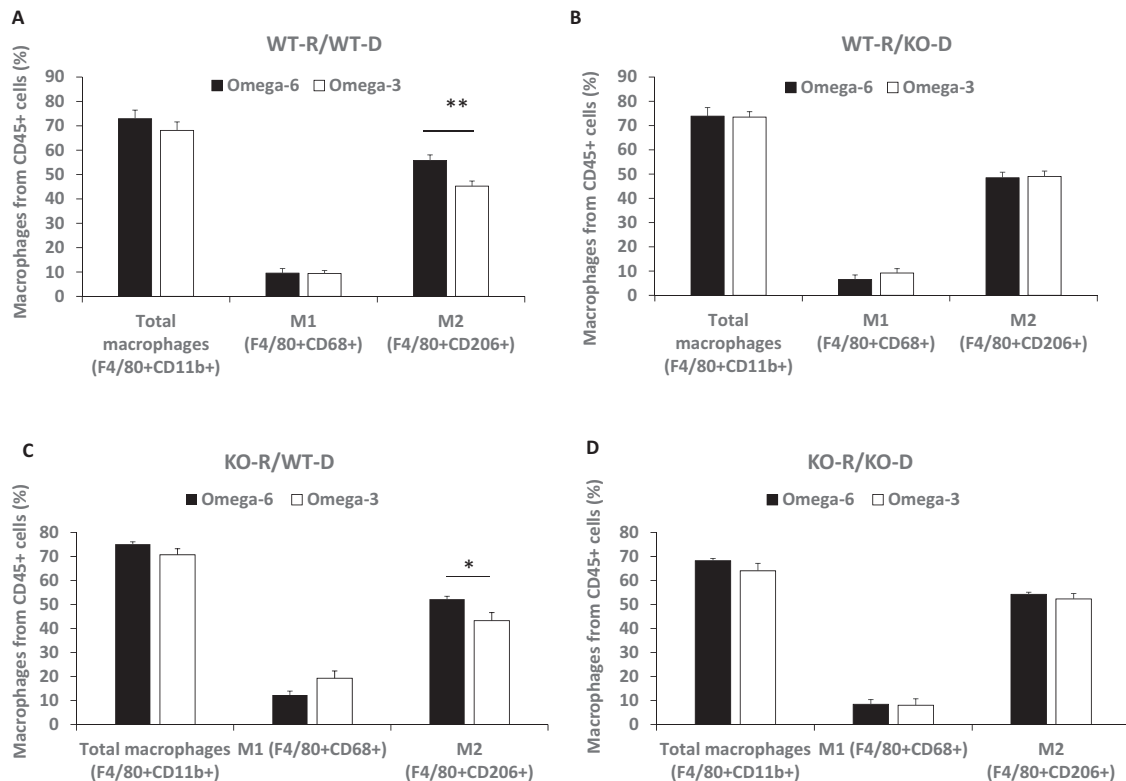 A
WT-R/WT-D
Omega-6 Omega-3
Macrophages from CD45+ cells (%)
90
80
70
60
50
40
30
20
10
0
**
Total macrophages (F4/80+CD11b+)
M1 (F4/80+CD68+)
M2 (F4/80+CD206+)
B
WT-R/KO-D
Omega-6 Omega-3
Macrophages from CD45+ cells (%)
90
80
70
60
50
40
30
20
10
0
Total macrophages (F4/80+CD11b+)
M1 (F4/80+CD68+)
M2 (F4/80+CD206+)
C
KO-R/WT-D
Omega-6 Omega-3
Macrophages from CD45+ cells (%)
80
70
60
50
40
30
20
10
0
*
Total macrophages (F4/80+CD11b+)
M1 (F4/80+CD68+)
M2 (F4/80+CD206+)
D
KO-R/KO-D
Omega-6 Omega-3
Macrophages from CD45+ cells (%)
80
70
60
50
40
30
20
10
0
Total macrophages (F4/80+CD11b+)
M1 (F4/80+CD68+)
M2 (F4/80+CD206+)